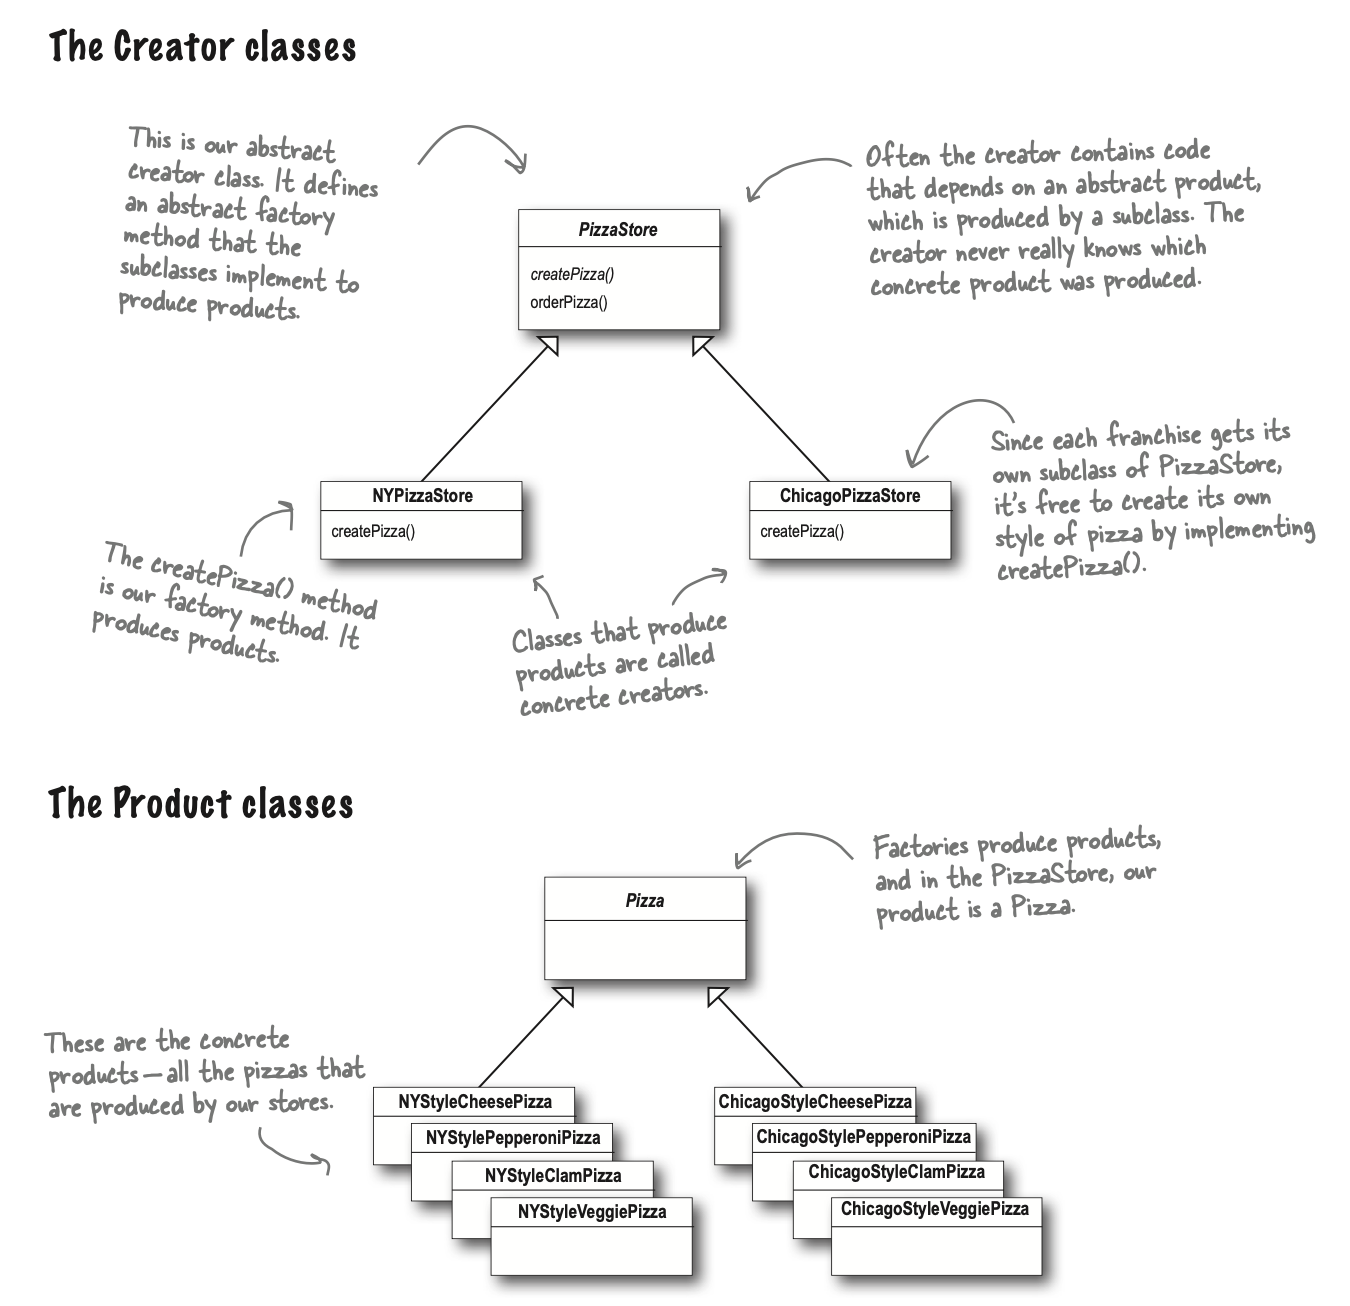 The Creator classes
This is our abstract
creator class. It defines
an abstract factory
method that the
subclasses implement to
produce products.
Often the creator contains code
that depends on an abstract product,
which is produced by a subclass. The
creator never really knows which
concrete product was produced.
PizzaStore
createPizza()
orderPizza()
NYPizzaStore
createPizza()
ChicagoPizzaStore
createPizza()
Since each franchise gets its
own subclass of PizzaStore,
it's free to create its own
style of pizza by implementing
createPizza().
The createPizza() method
is our factory method. It
produces products.
Classes that produce
products are called
concrete creators.
The Product classes
Factories produce products,
and in the PizzaStore, our
product is a Pizza.
Pizza
These are the concrete
products—all the pizzas that
are produced by our stores.
NYStyleCheesePizza
NYStylePepperoniPizza
NYStyleClamPizza
NYStyleVeggiePizza
ChicagoStyleCheesePizza
ChicagoStylePepperoniPizza
ChicagoStyleClamPizza
ChicagoStyleVeggiePizza